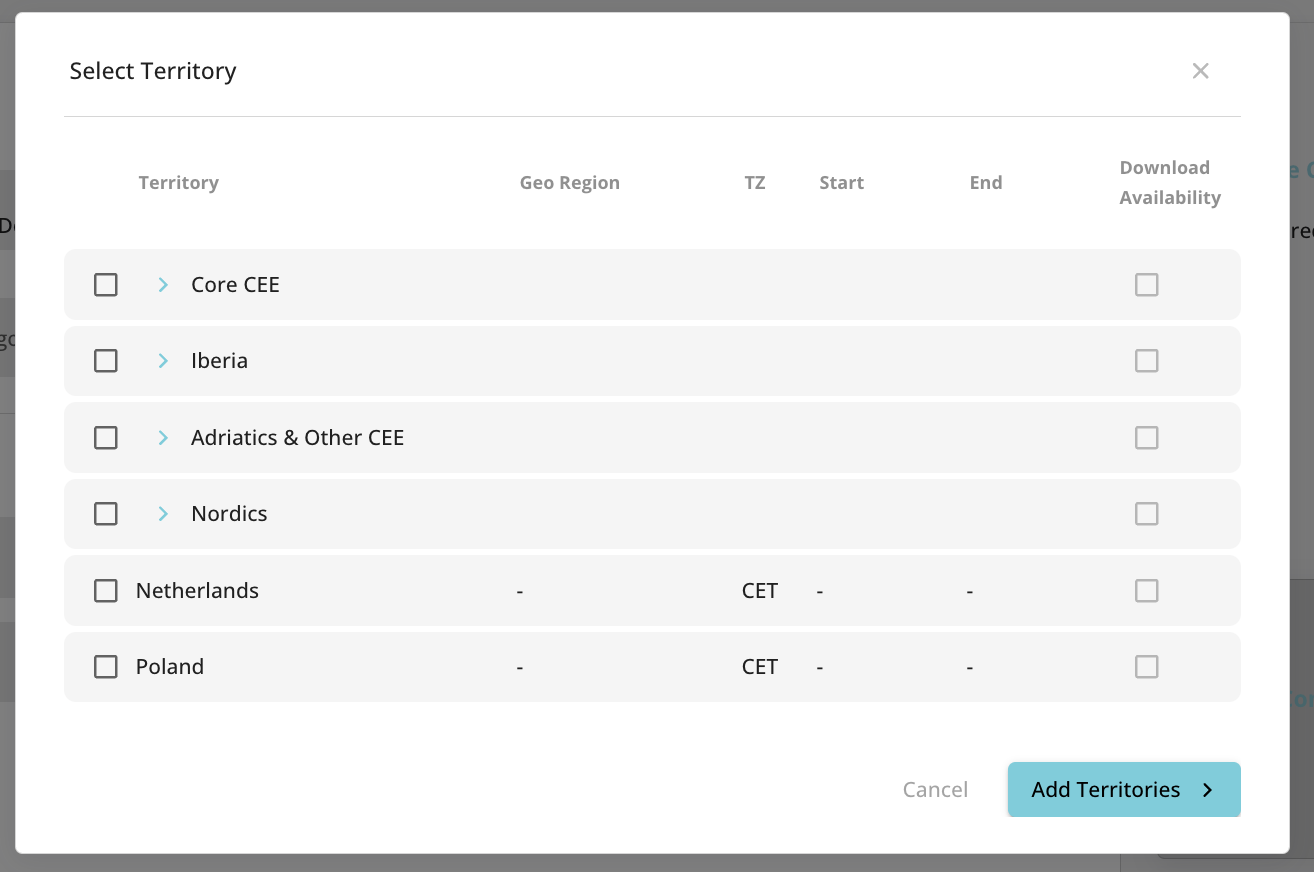 Select Territory
Territory Geo Region TZ Start End Download Availability
Core CEE
Iberia
Adriatics & Other CEE
Nordics
Netherlands - CET - -
Poland - CET - -
Cancel Add Territories